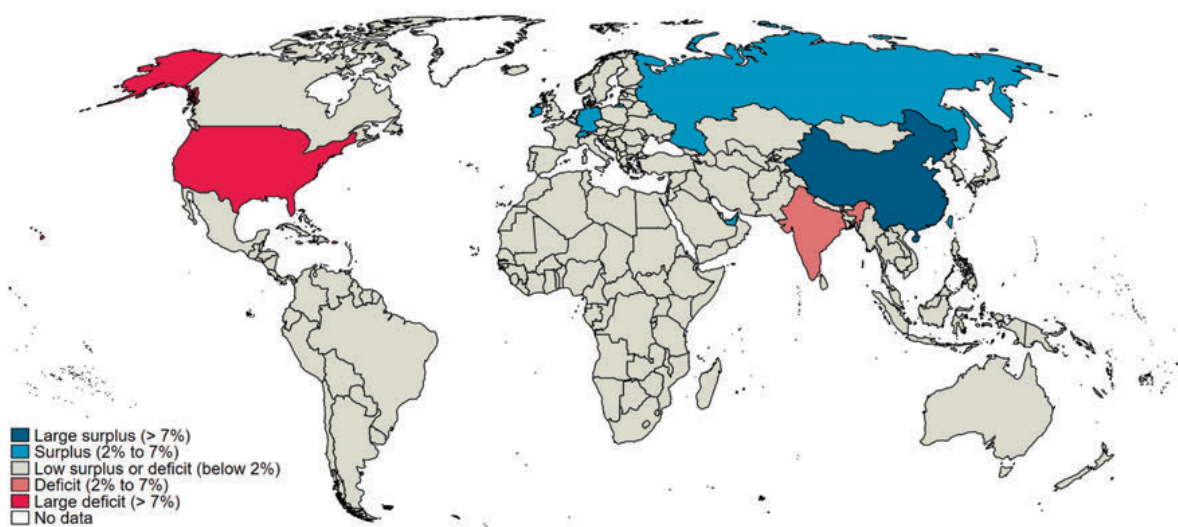 Large surplus (> 7%)
Surplus (2% to 7%)
Low surplus or deficit (below 2%)
Deficit (2% to 7%)
Large deficit (> 7%)
No data